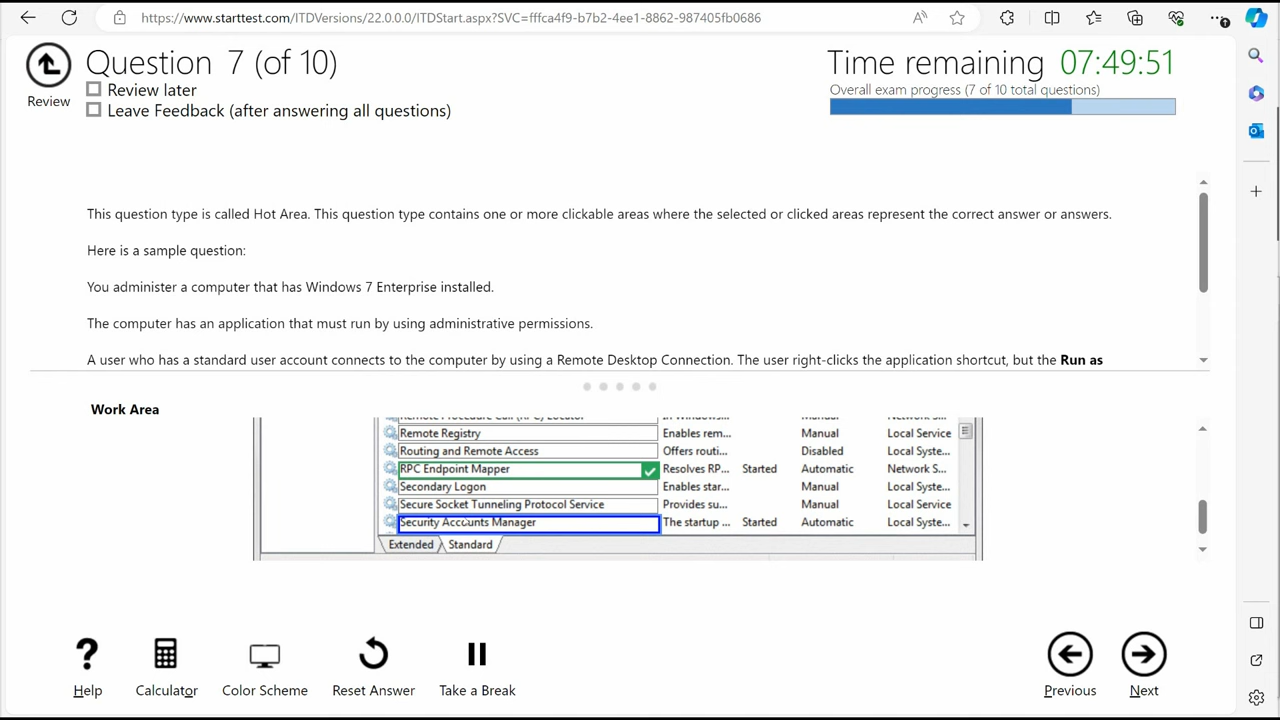 https://www.starttest.com/ITDVersions/22.0.0.0/ITDStart.aspx?SVC=fffca4f9-b7b2-4ee1-8862-987405fb0686
Question 7 (of 10)
Time remaining 07:49:51
Review
Review later
Leave Feedback (after answering all questions)
Overall exam progress (7 of 10 total questions)
This question type is called Hot Area. This question type contains one or more clickable areas where the selected or clicked areas represent the correct answer or answers.
Here is a sample question:
You administer a computer that has Windows 7 Enterprise installed.
The computer has an application that must run by using administrative permissions.
A user who has a standard user account connects to the computer by using a Remote Desktop Connection. The user right-clicks the application shortcut, but the Run as
Work Area
Remote Procedure Call (RPC) Locator In Windows... Manual Network S...
Remote Registry Enables rem... Manual Local Service
Routing and Remote Access Offers routi... Disabled Local Syste...
RPC Endpoint Mapper Resolves RP... Started Automatic Network S...
Secondary Logon Enables star... Manual Local Syste...
Secure Socket Tunneling Protocol Service Provides su... Manual Local Service
Security Accounts Manager The startup ... Started Automatic Local Syste...
Extended Standard
Help Calculator Color Scheme Reset Answer Take a Break Previous Next